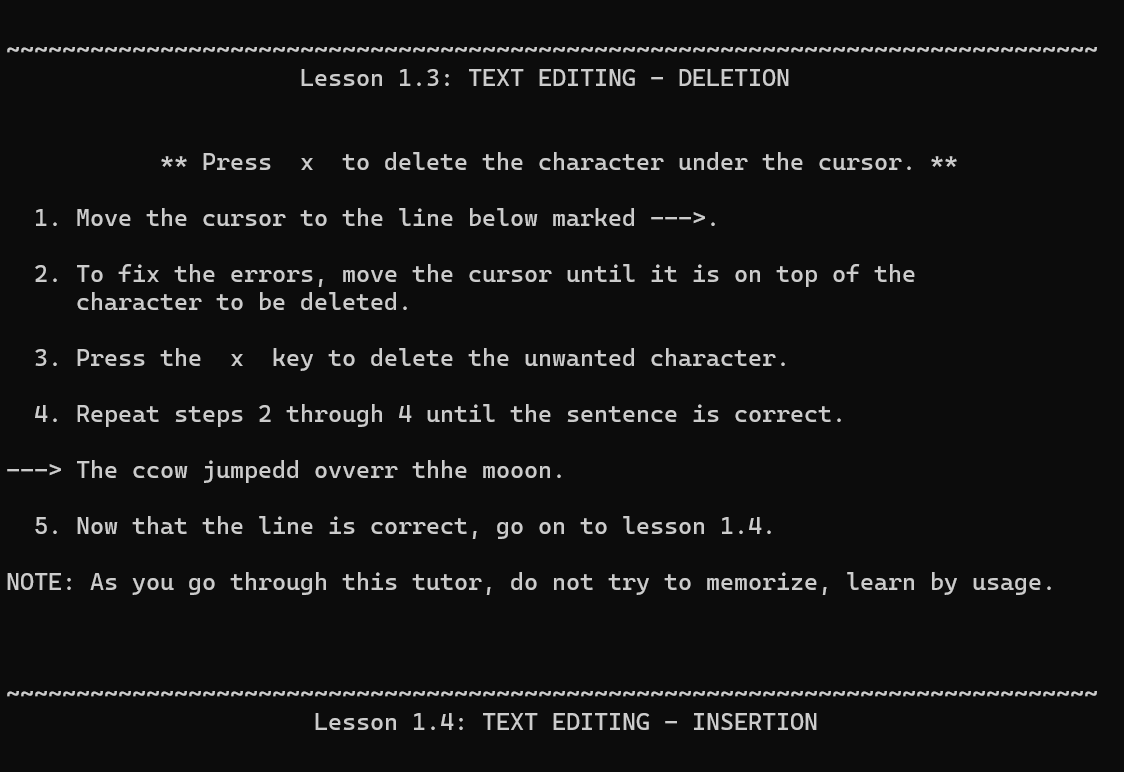 ~~~~~~~~~~~~~~~~~~~~~~~~~~~~~~~~~~~~~~~~~~~~~~~~~~~~~~~~~~~~~~~~~~~~~~~~~~~~~~
Lesson 1.3: TEXT EDITING - DELETION
** Press  x  to delete the character under the cursor. **
1. Move the cursor to the line below marked --->.
2. To fix the errors, move the cursor until it is on top of the
character to be deleted.
3. Press the  x  key to delete the unwanted character.
4. Repeat steps 2 through 4 until the sentence is correct.
---> The ccow jumpedd ovverr thhe mooon.
5. Now that the line is correct, go on to lesson 1.4.
NOTE: As you go through this tutor, do not try to memorize, learn by usage.
~~~~~~~~~~~~~~~~~~~~~~~~~~~~~~~~~~~~~~~~~~~~~~~~~~~~~~~~~~~~~~~~~~~~~~~~~~~~~~
Lesson 1.4: TEXT EDITING - INSERTION